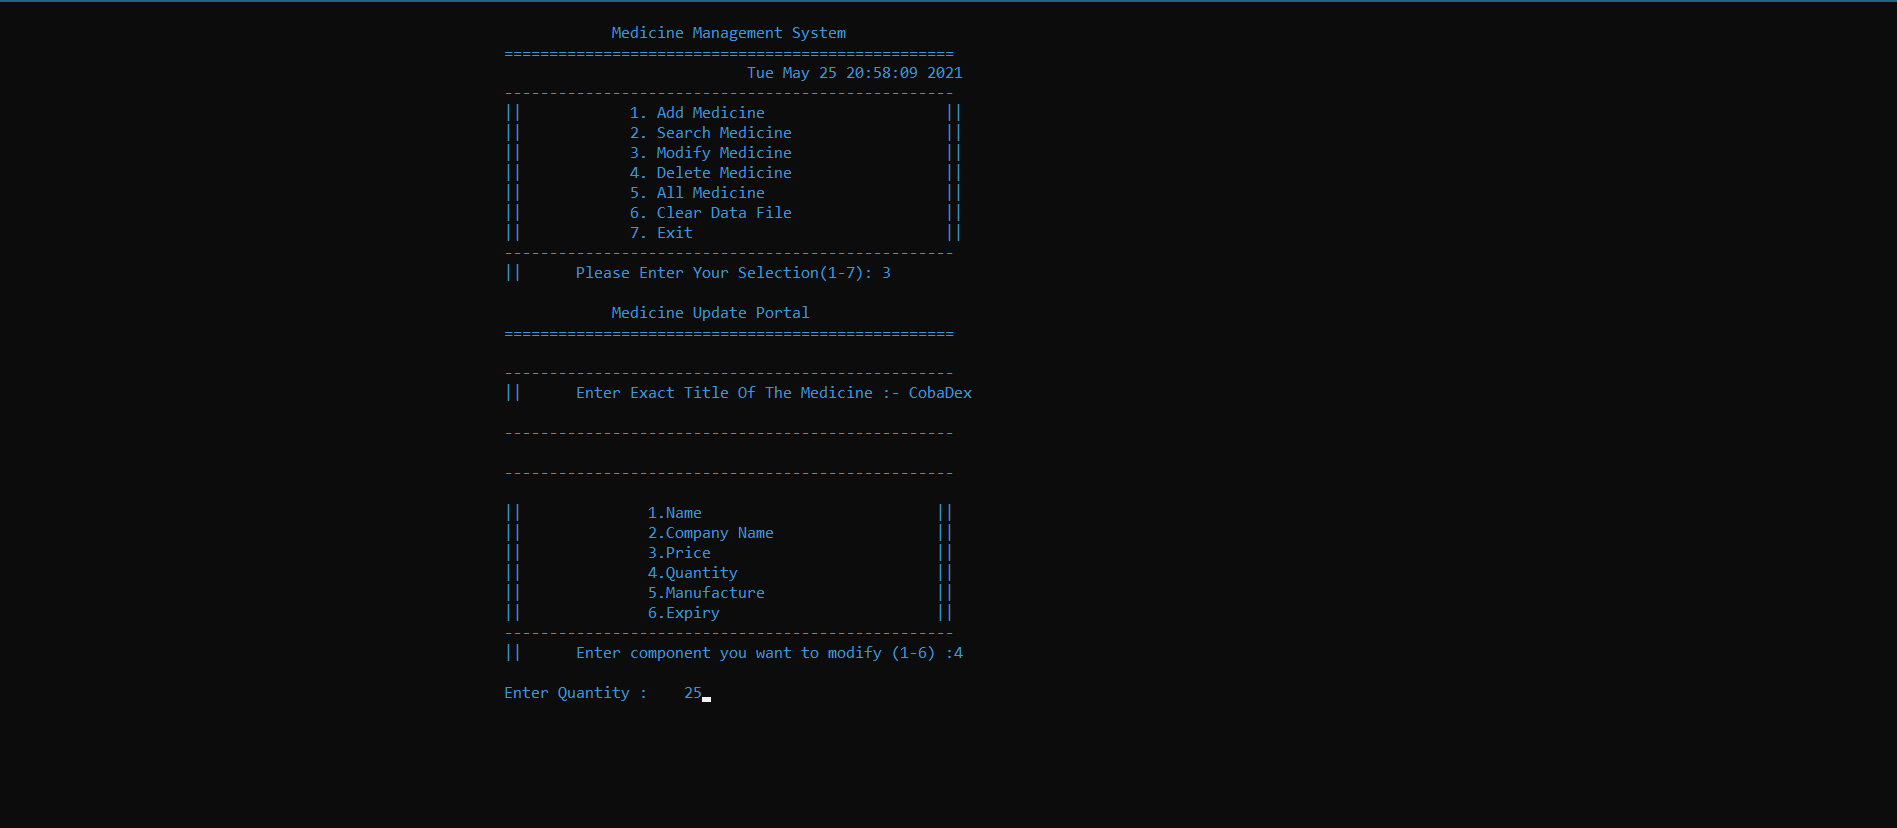 Medicine Management System
==================================================
Tue May 25 20:58:09 2021
--------------------------------------------------
|| 1. Add Medicine ||
|| 2. Search Medicine ||
|| 3. Modify Medicine ||
|| 4. Delete Medicine ||
|| 5. All Medicine ||
|| 6. Clear Data File ||
|| 7. Exit ||
--------------------------------------------------
|| Please Enter Your Selection(1-7): 3
Medicine Update Portal
==================================================
--------------------------------------------------
|| Enter Exact Title Of The Medicine :- CobaDex
--------------------------------------------------
--------------------------------------------------
|| 1.Name ||
|| 2.Company Name ||
|| 3.Price ||
|| 4.Quantity ||
|| 5.Manufacture ||
|| 6.Expiry ||
--------------------------------------------------
|| Enter component you want to modify (1-6) :4
Enter Quantity : 25